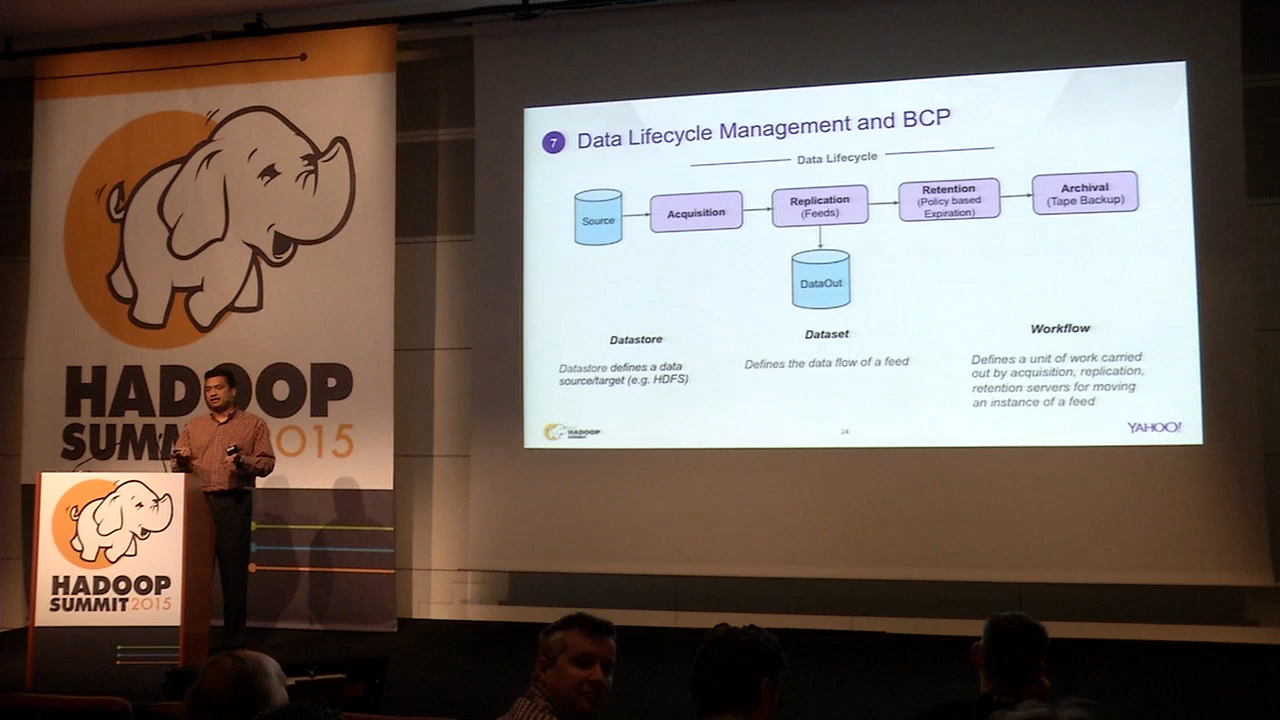 HADOOP
SUMMIT 2015
HADOOP
SUMMIT 2015
7 Data Lifecycle Management and BCP
Data Lifecycle
Source
Acquisition
Replication
(Feeds)
Retention
(Policy based
Expiration)
Archival
(Tape Backup)
DataOut
Datastore
Datastore defines a data
source/target (e.g. HDFS)
Dataset
Defines the data flow of a feed
Workflow
Defines a unit of work carried
out by acquisition, replication,
retention servers for moving
an instance of a feed
HADOOP
SUMMIT
24
YAHOO!